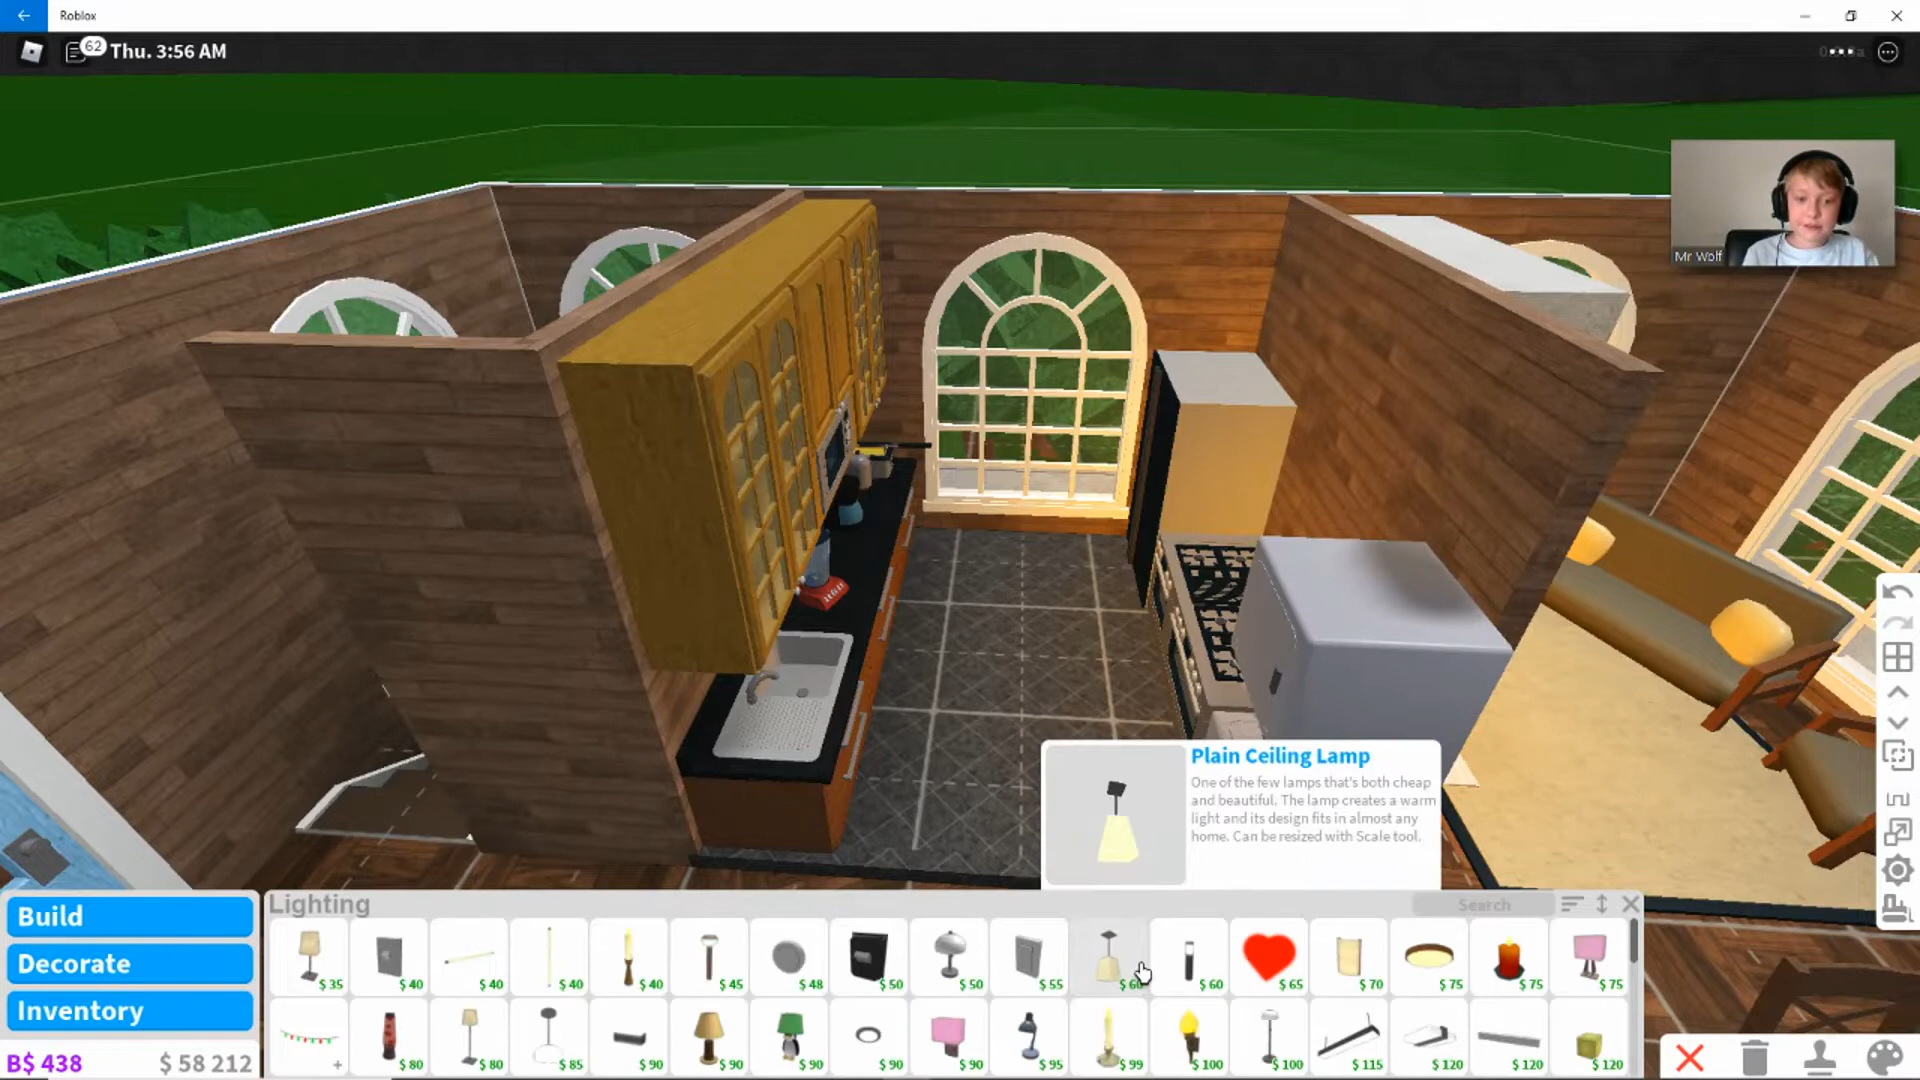 Roblox
62 Thu. 3:56 AM
Mr Wolf
Plain Ceiling Lamp
One of the few lamps that's both cheap
and beautiful. The lamp creates a warm
light and its design fits in almost any
home. Can be resized with Scale tool.
Build
Decorate
Inventory
B$ 438 $ 58 212
Lighting
Search
$ 35 $ 40 $ 40 $ 40 $ 40 $ 45 $ 48 $ 50 $ 50 $ 55 $ 60 $ 60 $ 65 $ 70 $ 75 $ 75 $ 75
+ $ 80 $ 80 $ 85 $ 90 $ 90 $ 90 $ 90 $ 90 $ 95 $ 99 $ 100 $ 100 $ 115 $ 120 $ 120 $ 120